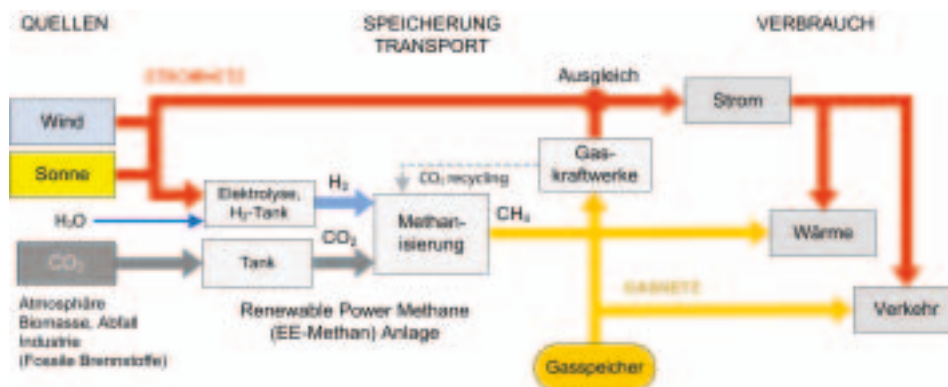 QUELLEN
SPEICHERUNG
TRANSPORT
VERBRAUCH
STROMNETZ
Ausgleich
Wind
Strom
Sonne
Gas-
kraftwerke
CO₂ recycling
Elektrolyse,
H₂-Tank
H₂
H₂O
Methan-
isierung
CH₄
CO₂
Wärme
CO₂
Tank
GASNETZ
Atmosphäre
Biomasse, Abfall
Industrie
(Fossile Brennstoffe)
Renewable Power Methane
(EE-Methan) Anlage
Verkehr
Gasspeicher